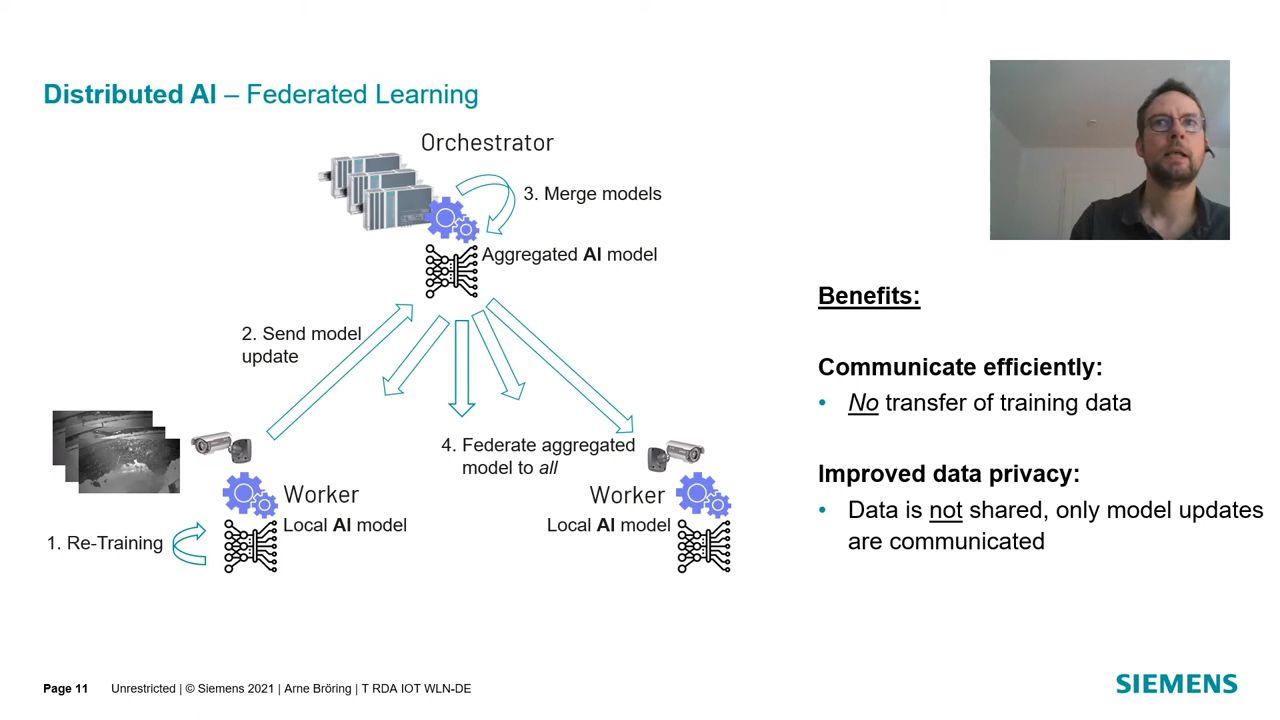 Distributed AI – Federated Learning
Orchestrator
3. Merge models
Aggregated AI model
2. Send model
update
4. Federate aggregated
model to all
Worker
Local AI model
1. Re-Training
Worker
Local AI model
Benefits:
Communicate efficiently:
• No transfer of training data
Improved data privacy:
• Data is not shared, only model updates
are communicated
Page 11 Unrestricted | © Siemens 2021 | Arne Bröring | T RDA IOT WLN-DE
SIEMENS